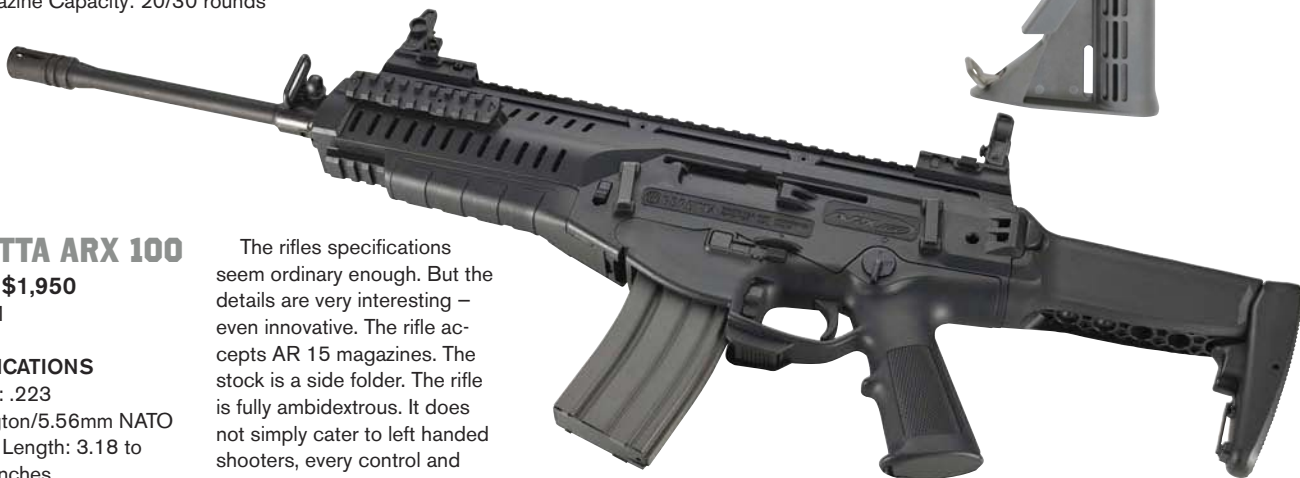 azine Capacity: 20/30 rounds
TTA ARX 100
$1,950
ICATIONS
: .223
gton/5.56mm NATO
Length: 3.18 to
nches
The rifles specifications
seem ordinary enough. But the
details are very interesting –
even innovative. The rifle ac-
cepts AR 15 magazines. The
stock is a side folder. The rifle
is fully ambidextrous. It does
not simply cater to left handed
shooters, every control and